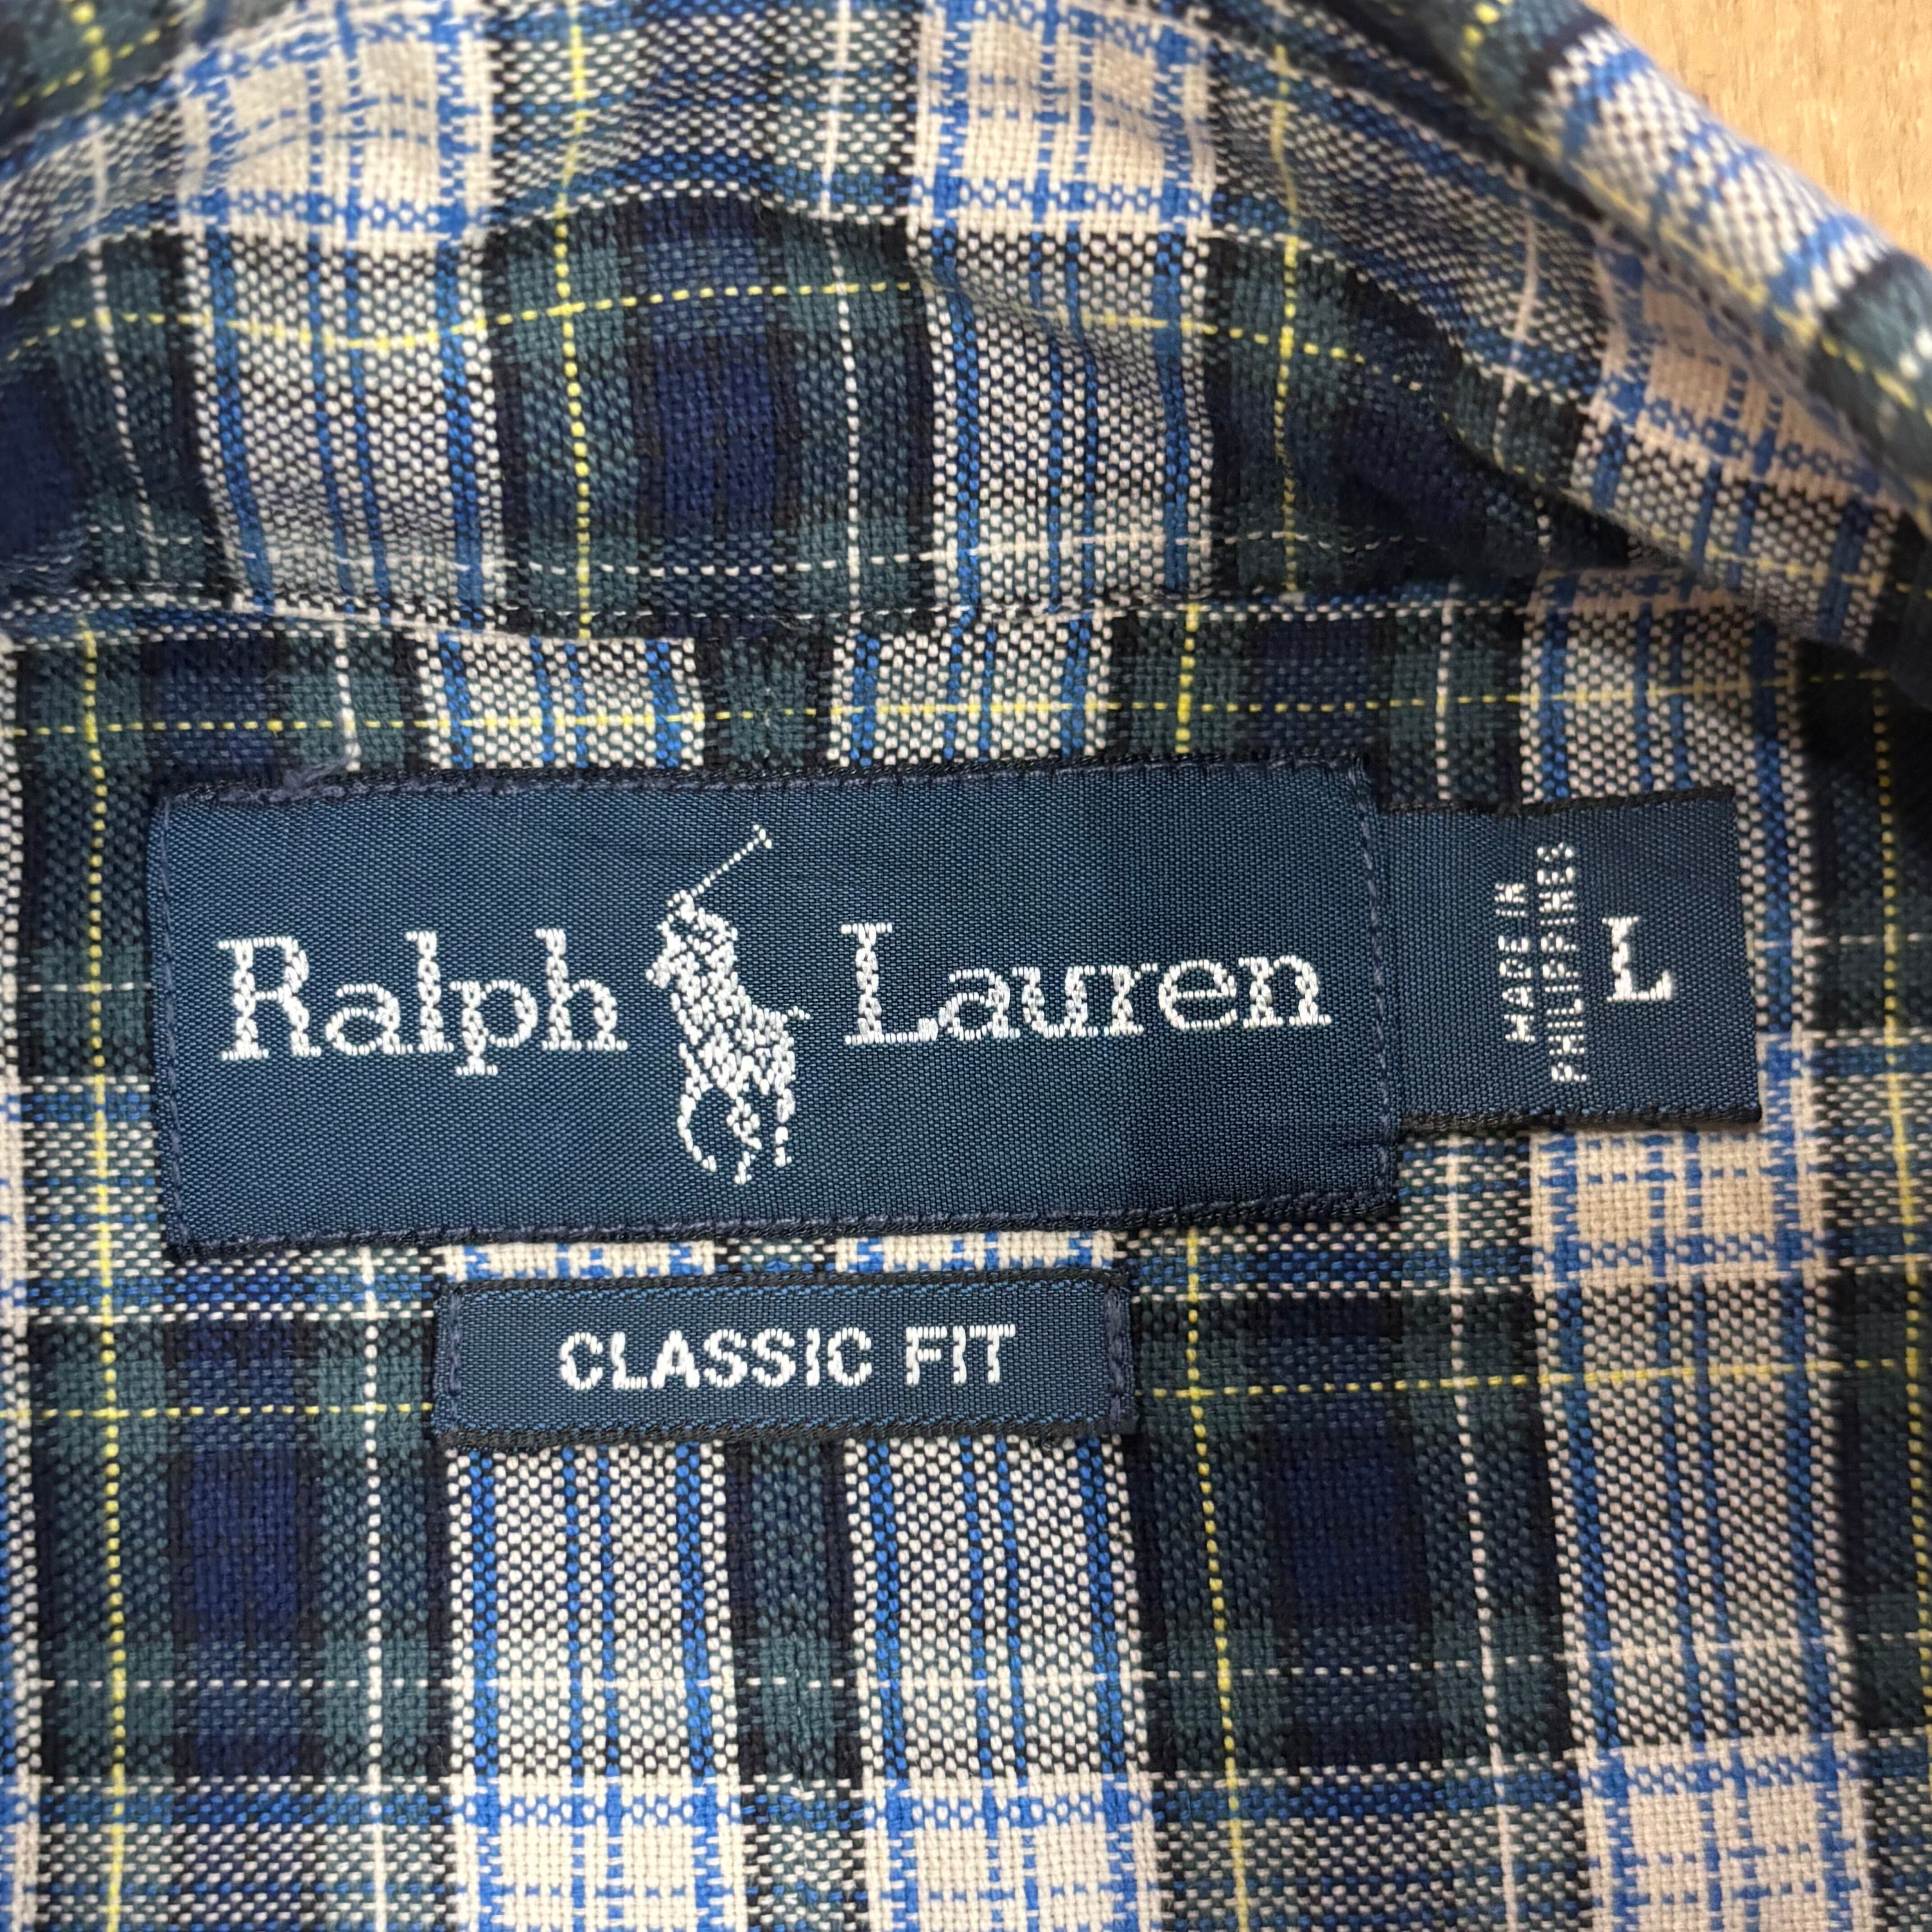 Ralph Lauren
MADE IN
PHILIPPINES
L
CLASSIC FIT